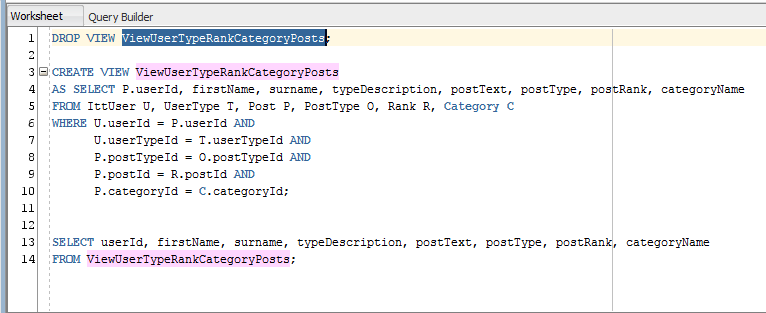 Worksheet Query Builder
1 DROP VIEW ViewUserTypeRankCategoryPosts;
2
3 CREATE VIEW ViewUserTypeRankCategoryPosts
4 AS SELECT P.userId, firstName, surname, typeDescription, postText, postType, postRank, categoryName
5 FROM IttUser U, UserType T, Post P, PostType O, Rank R, Category C
6 WHERE U.userId = P.userId AND
7 U.userTypeId = T.userTypeId AND
8 P.postTypeId = O.postTypeId AND
9 P.postId = R.postId AND
10 P.categoryId = C.categoryId;
11
12
13 SELECT userId, firstName, surname, typeDescription, postText, postType, postRank, categoryName
14 FROM ViewUserTypeRankCategoryPosts;